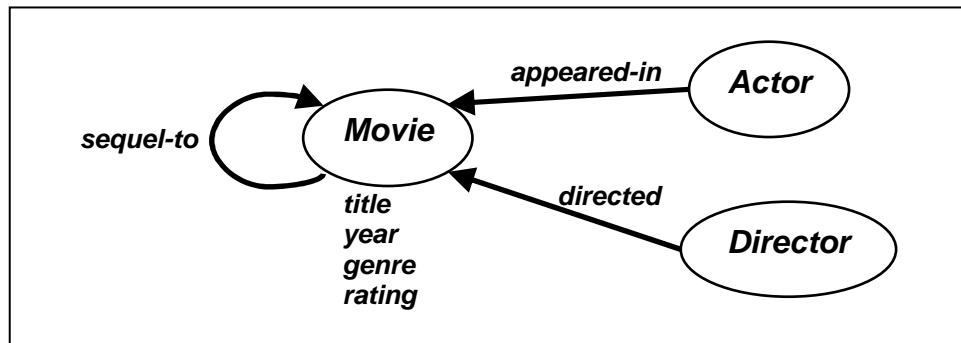 appeared-in
Actor
sequel-to
Movie
directed
title
year
genre
rating
Director